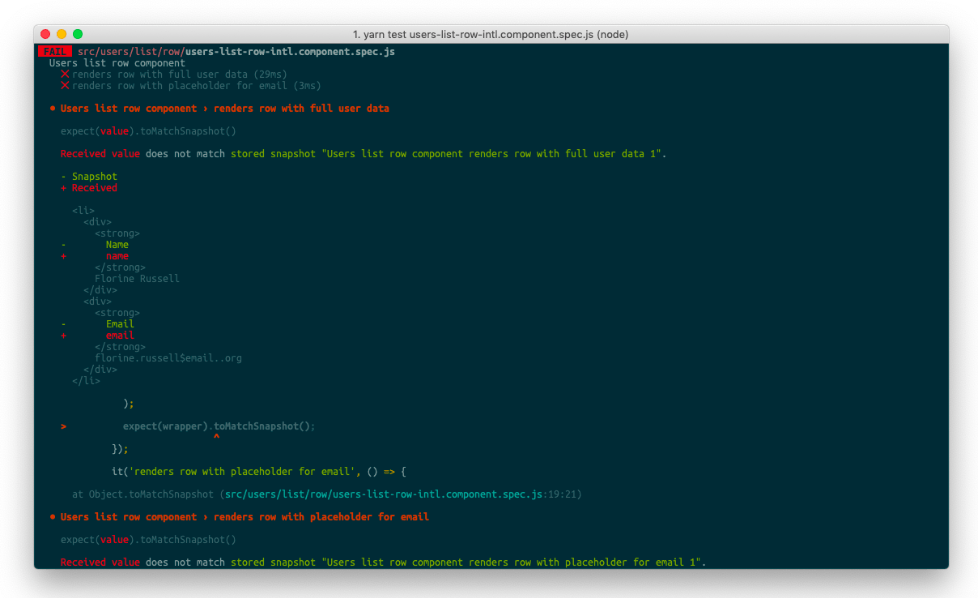 1. yarn test users-list-row-intl.component.spec.js (node)
FAIL src/users/list/row/users-list-row-intl.component.spec.js
Users list row component
✕ renders row with full user data (29ms)
✕ renders row with placeholder for email (3ms)
● Users list row component › renders row with full user data
expect(value).toMatchSnapshot()
Received value does not match stored snapshot "Users list row component renders row with full user data 1".
- Snapshot
+ Received
<li>
<div>
<strong>
- Name
+ name
</strong>
Florine Russell
</div>
<div>
<strong>
- Email
+ email
</strong>
florine.russell$email..org
</div>
</li>
);
> expect(wrapper).toMatchSnapshot();
^
});
it('renders row with placeholder for email', () => {
at Object.toMatchSnapshot (src/users/list/row/users-list-row-intl.component.spec.js:19:21)
● Users list row component › renders row with placeholder for email
expect(value).toMatchSnapshot()
Received value does not match stored snapshot "Users list row component renders row with placeholder for email 1".